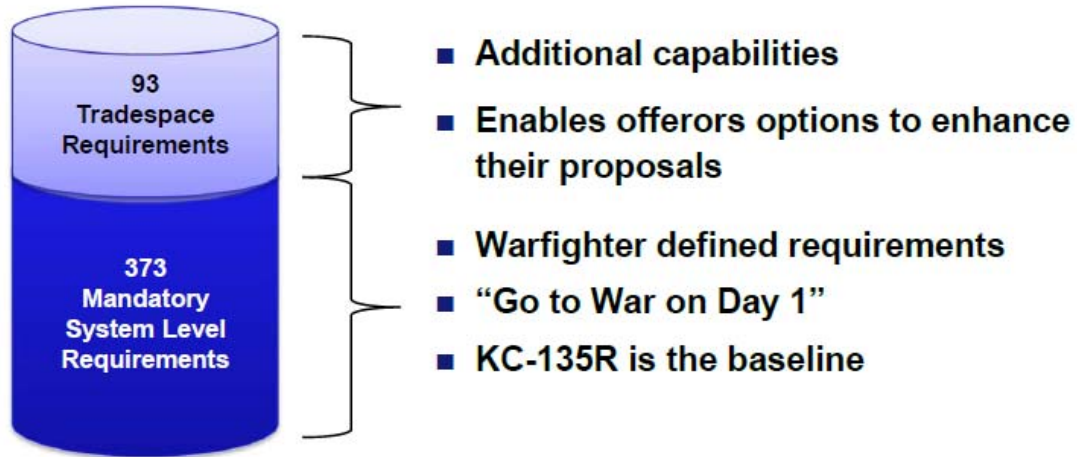 93
Tradespace
Requirements
373
Mandatory
System Level
Requirements
■ Additional capabilities
■ Enables offerors options to enhance
their proposals
■ Warfighter defined requirements
■ “Go to War on Day 1”
■ KC-135R is the baseline